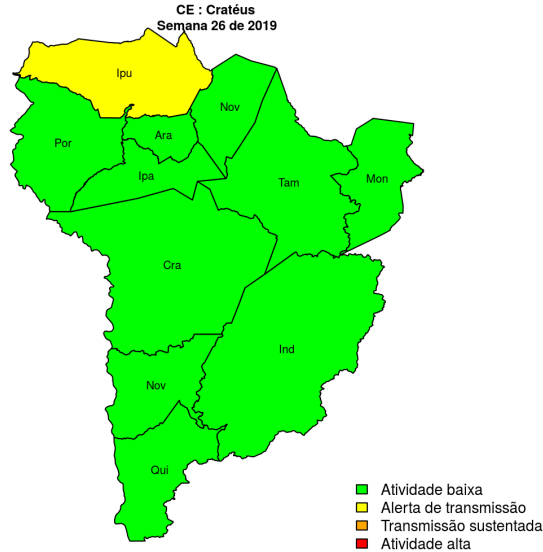 CE : Cratéus
Semana 26 de 2019
Ipu
Nov
Ara
Por
Ipa
Tam
Mon
Cra
Ind
Nov
Qui
Atividade baixa
Alerta de transmissão
Transmissão sustentada
Atividade alta